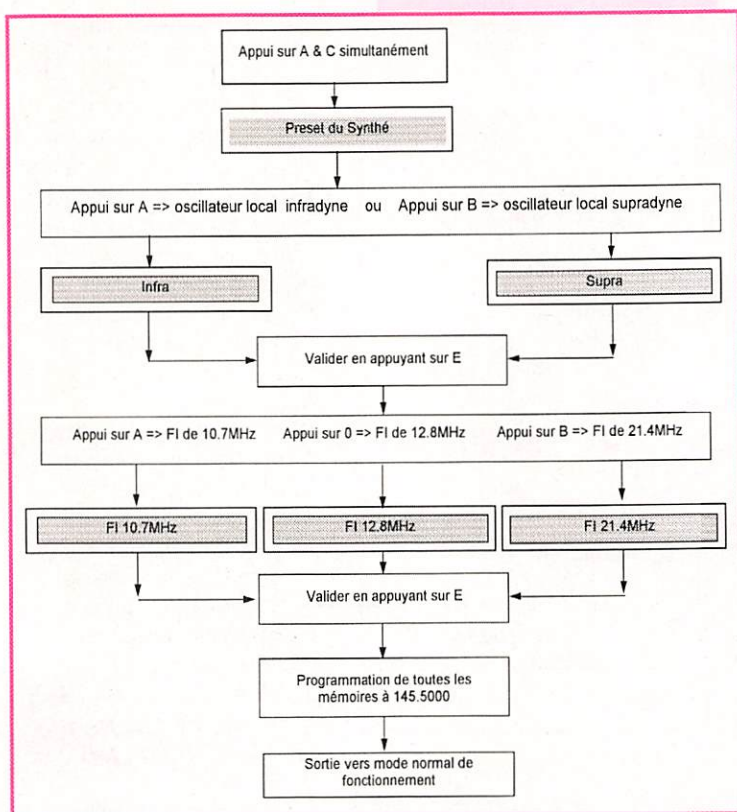 Appui sur A & C simultanément
Preset du Synthé
Appui sur A => oscillateur local infradyne ou Appui sur B => oscillateur local supradyne
Infra
Supra
Valider en appuyant sur E
Appui sur A => FI de 10.7MHz Appui sur 0 => FI de 12.8MHz Appui sur B => FI de 21.4MHz
FI 10.7MHz
FI 12.8MHz
FI 21.4MHz
Valider en appuyant sur E
Programmation de toutes les
mémoires à 145.5000
Sortie vers mode normal de
fonctionnement